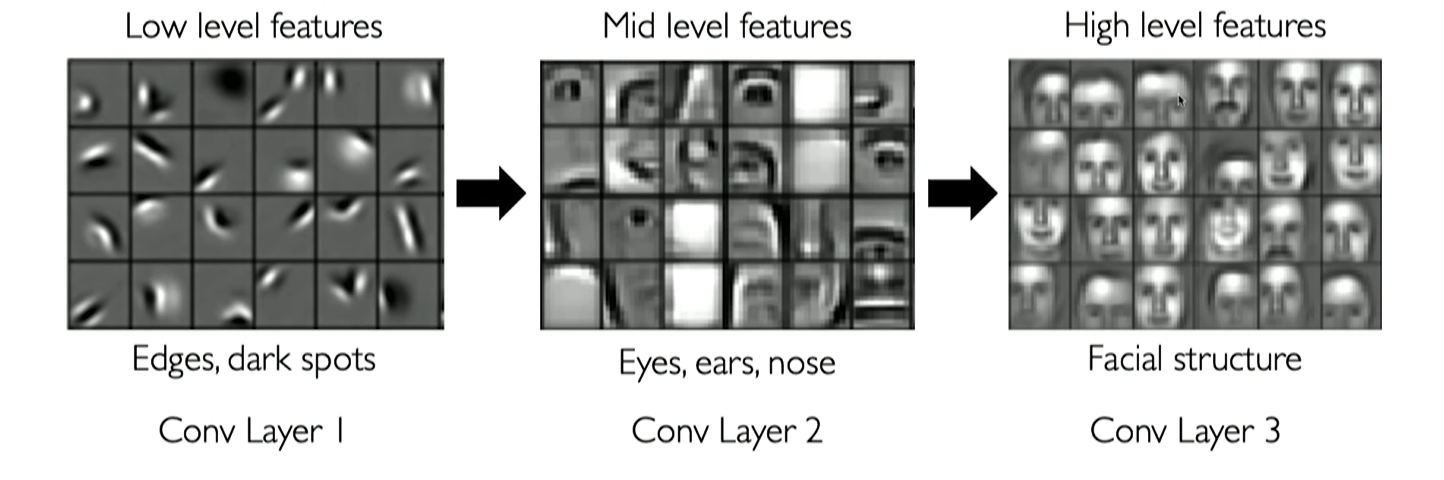 Low level features
Mid level features
High level features
Edges, dark spots
Eyes, ears, nose
Facial structure
Conv Layer 1
Conv Layer 2
Conv Layer 3